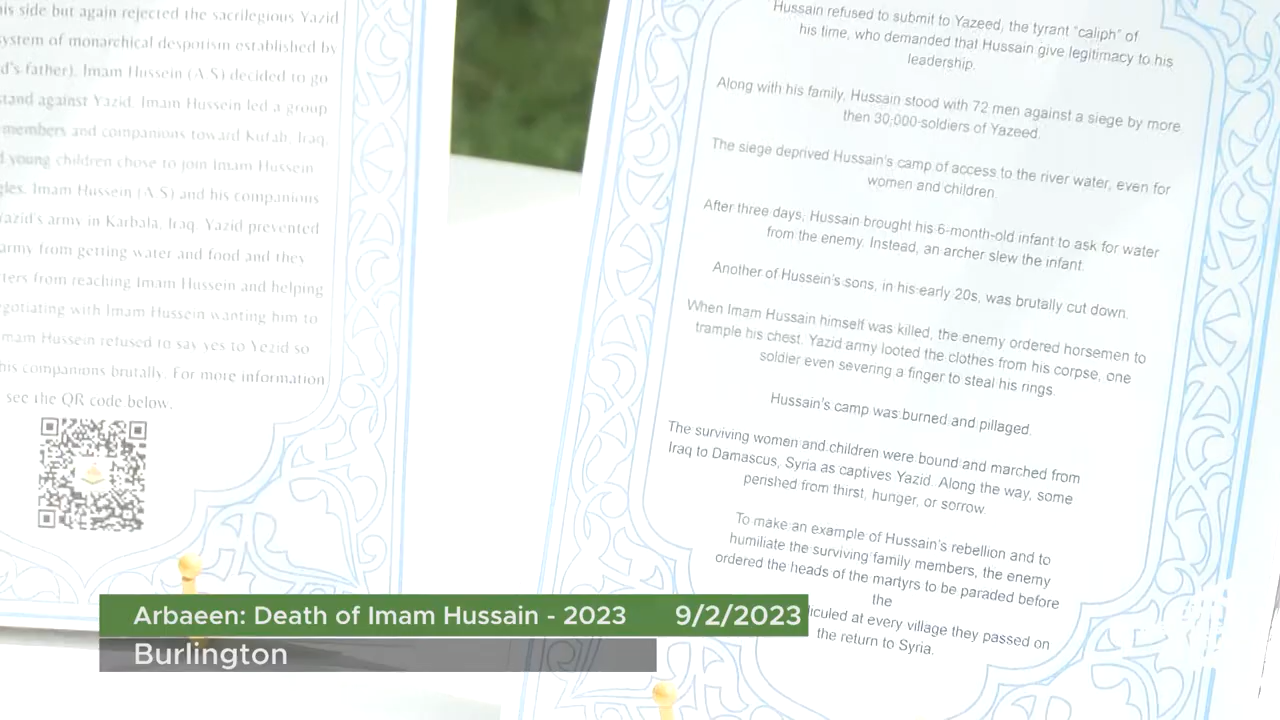 his side but again rejected the sacrilegious Yazid
system of monarchical despotism established by
d's father). Imam Hussein (A.S) decided to go
stand against Yazid. Imam Hussein led a group
members and companions toward Kufah, Iraq.
d young children chose to join Imam Hussein
gles. Imam Hussein (A.S) and his companions
Yazid's army in Karbala, Iraq. Yazid prevented
army from getting water and food and they
ters from reaching Imam Hussein and helping
gotiating with Imam Hussein wanting him to
mam Hussein refused to say yes to Yezid so
his companions brutally. For more information
see the QR code below.
Hussain refused to submit to Yazeed, the tyrant “caliph” of
his time, who demanded that Hussain give legitimacy to his
leadership.
Along with his family, Hussain stood with 72 men against a siege by more
then 30,000 soldiers of Yazeed.
The siege deprived Hussain's camp of access to the river water, even for
women and children.
After three days, Hussain brought his 6-month-old infant to ask for water
from the enemy. Instead, an archer slew the infant.
Another of Hussein's sons, in his early 20s, was brutally cut down.
When Imam Hussain himself was killed, the enemy ordered horsemen to
trample his chest. Yazid army looted the clothes from his corpse, one
soldier even severing a finger to steal his rings.
Hussain's camp was burned and pillaged.
The surviving women and children were bound and marched from
Iraq to Damascus, Syria as captives Yazid. Along the way, some
perished from thirst, hunger, or sorrow.
To make an example of Hussain's rebellion and to
humiliate the surviving family members, the enemy
ordered the heads of the martyrs to be paraded before
the
iculed at every village they passed on
the return to Syria.
Arbaeen: Death of Imam Hussain - 2023 9/2/2023
Burlington